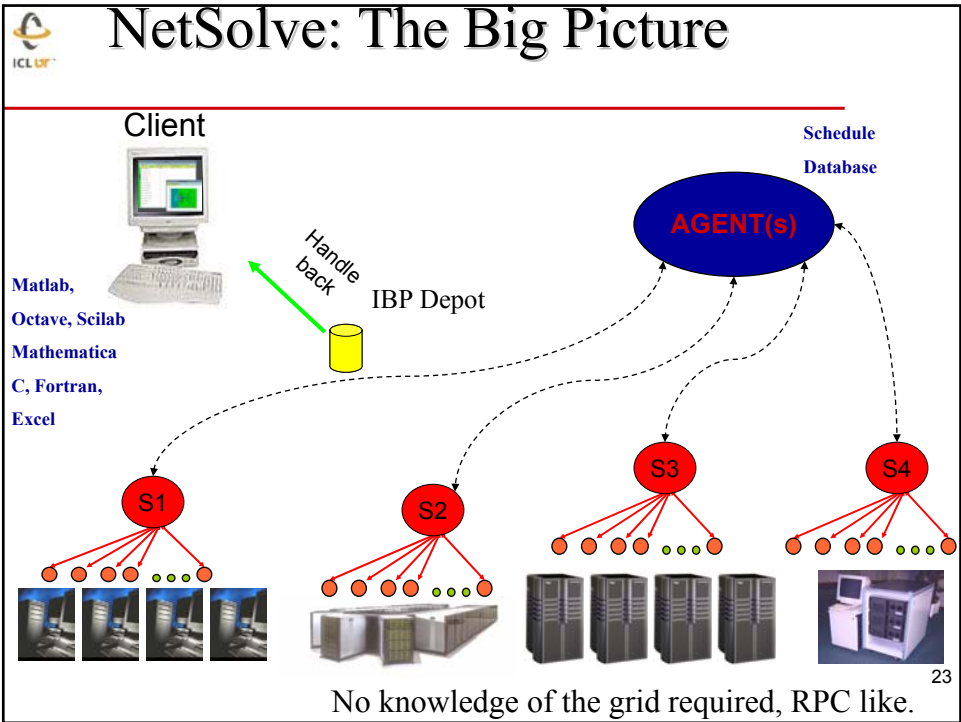 NetSolve: The Big Picture
ICL UT
Client
Schedule
Database
AGENT(s)
Handle
back
IBP Depot
Matlab,
Octave, Scilab
Mathematica
C, Fortran,
Excel
S1
S2
S3
S4
No knowledge of the grid required, RPC like.
23